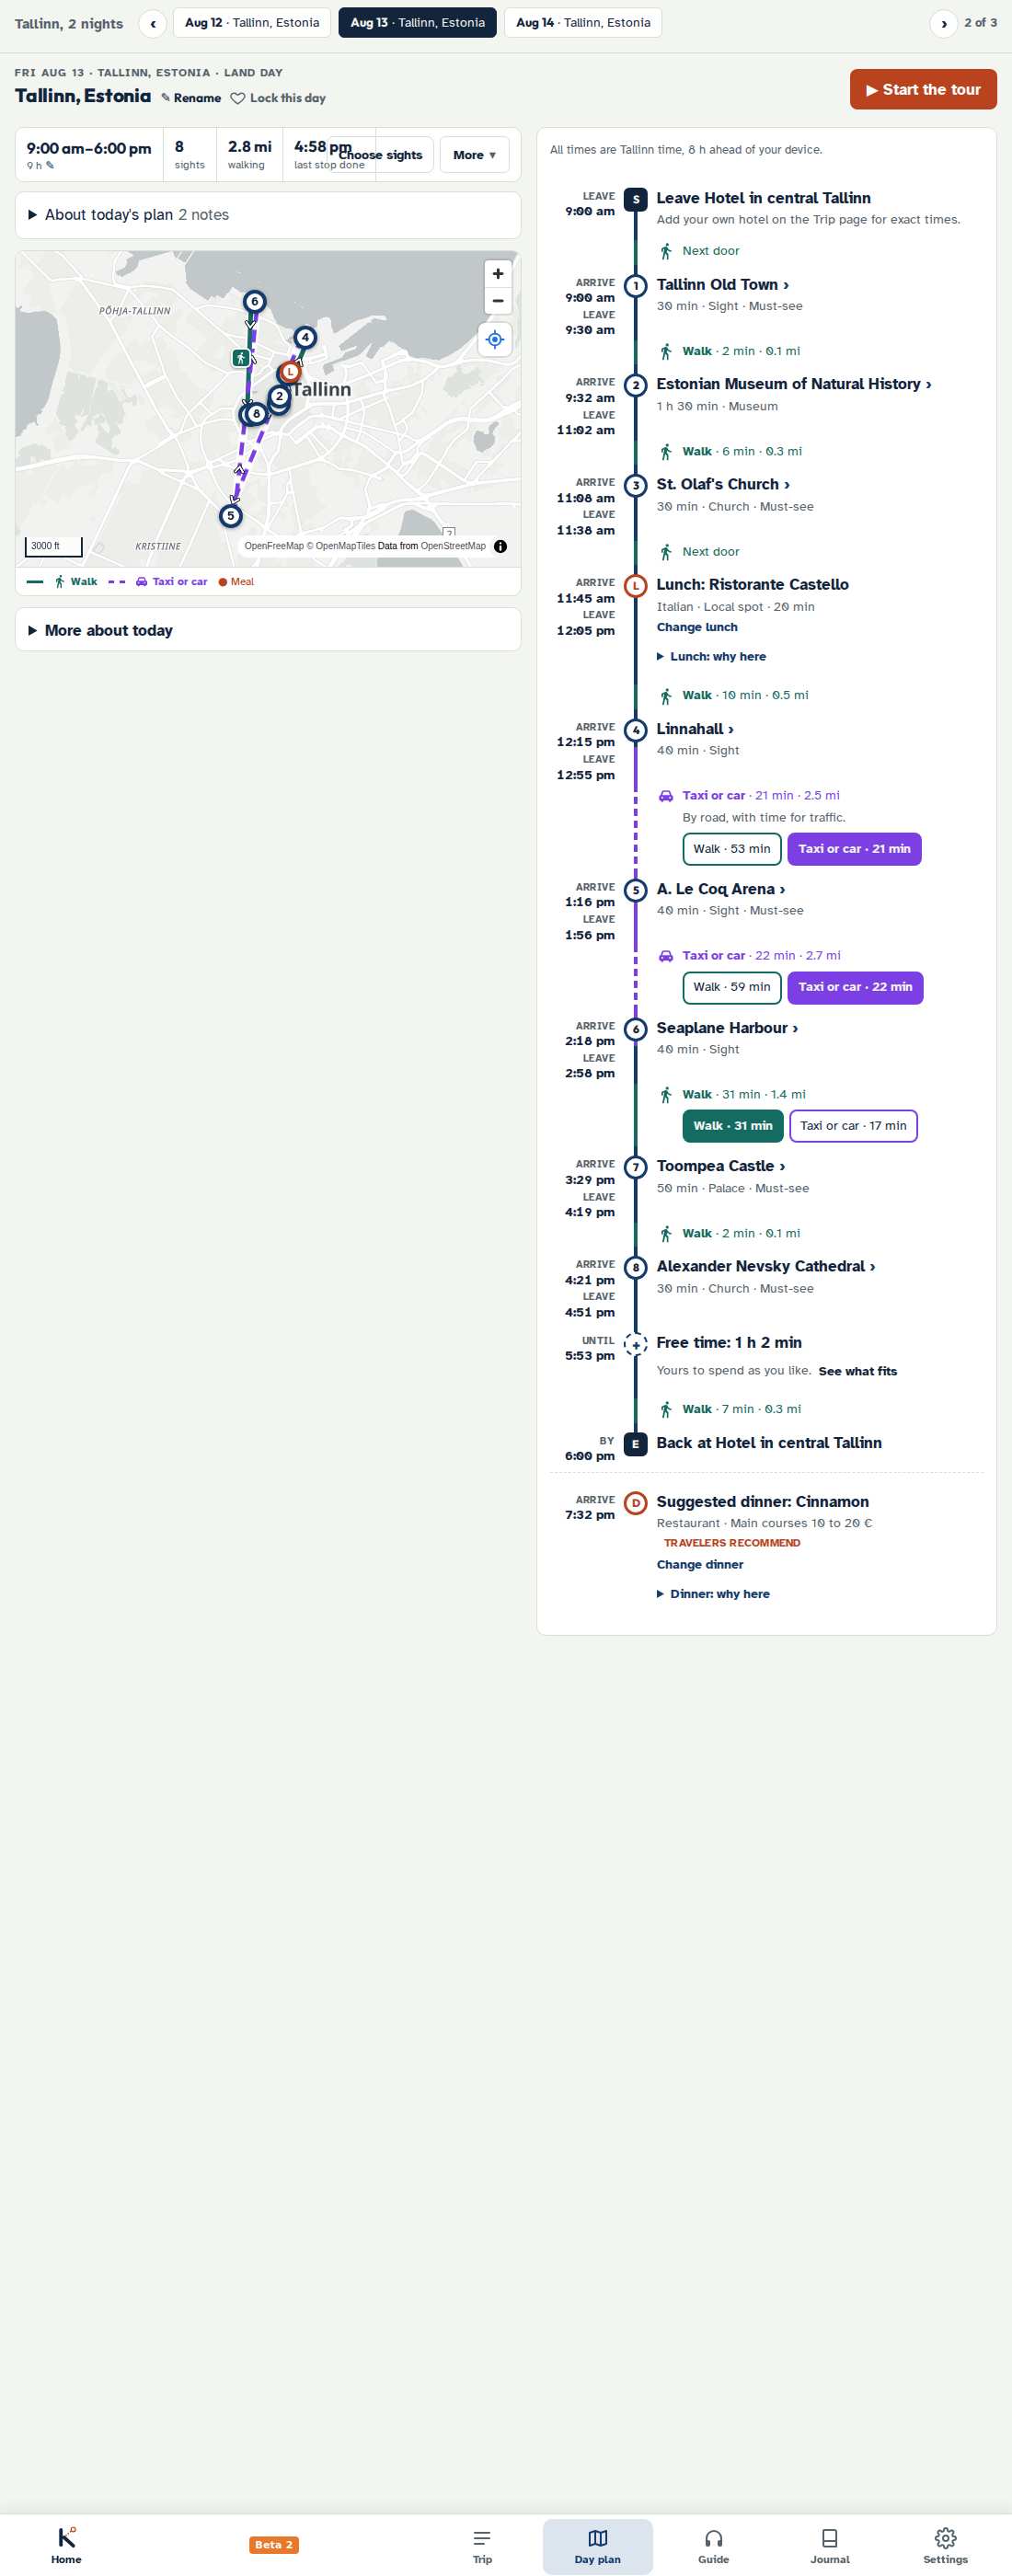 Tallinn, 2 nights
‹
Aug 12 · Tallinn, Estonia
Aug 13 · Tallinn, Estonia
Aug 14 · Tallinn, Estonia
›
2 of 3
FRI AUG 13 · TALLINN, ESTONIA · LAND DAY
Tallinn, Estonia
✎ Rename
Lock this day
▶ Start the tour
9:00 am–6:00 pm
9 h ✎
8
sights
2.8 mi
walking
4:58 pm
last stop done
Choose sights
More ▾
▶ About today's plan 2 notes
PÕHJA-TALLINN
6
4
L
Tallinn
2
8
5
KRISTIINE
3000 ft
+
−
OpenFreeMap © OpenMapTiles Data from OpenStreetMap
Walk
Taxi or car
Meal
▶ More about today
All times are Tallinn time, 8 h ahead of your device.
LEAVE
9:00 am
S
Leave Hotel in central Tallinn
Add your own hotel on the Trip page for exact times.
Next door
ARRIVE
9:00 am
LEAVE
9:30 am
1
Tallinn Old Town ›
30 min · Sight · Must-see
Walk · 2 min · 0.1 mi
ARRIVE
9:32 am
LEAVE
11:02 am
2
Estonian Museum of Natural History ›
1 h 30 min · Museum
Walk · 6 min · 0.3 mi
ARRIVE
11:08 am
LEAVE
11:38 am
3
St. Olaf's Church ›
30 min · Church · Must-see
Next door
ARRIVE
11:45 am
LEAVE
12:05 pm
L
Lunch: Ristorante Castello
Italian · Local spot · 20 min
Change lunch
▶ Lunch: why here
Walk · 10 min · 0.5 mi
ARRIVE
12:15 pm
LEAVE
12:55 pm
4
Linnahall ›
40 min · Sight
Taxi or car · 21 min · 2.5 mi
By road, with time for traffic.
Walk · 53 min
Taxi or car · 21 min
ARRIVE
1:16 pm
LEAVE
1:56 pm
5
A. Le Coq Arena ›
40 min · Sight · Must-see
Taxi or car · 22 min · 2.7 mi
Walk · 59 min
Taxi or car · 22 min
ARRIVE
2:18 pm
LEAVE
2:58 pm
6
Seaplane Harbour ›
40 min · Sight
Walk · 31 min · 1.4 mi
Walk · 31 min
Taxi or car · 17 min
ARRIVE
3:29 pm
LEAVE
4:19 pm
7
Toompea Castle ›
50 min · Palace · Must-see
Walk · 2 min · 0.1 mi
ARRIVE
4:21 pm
LEAVE
4:51 pm
8
Alexander Nevsky Cathedral ›
30 min · Church · Must-see
UNTIL
5:53 pm
+
Free time: 1 h 2 min
Yours to spend as you like. See what fits
Walk · 7 min · 0.3 mi
BY
6:00 pm
E
Back at Hotel in central Tallinn
ARRIVE
7:32 pm
D
Suggested dinner: Cinnamon
Restaurant · Main courses 10 to 20 €
TRAVELERS RECOMMEND
Change dinner
▶ Dinner: why here
Home
Beta 2
Trip
Day plan
Guide
Journal
Settings